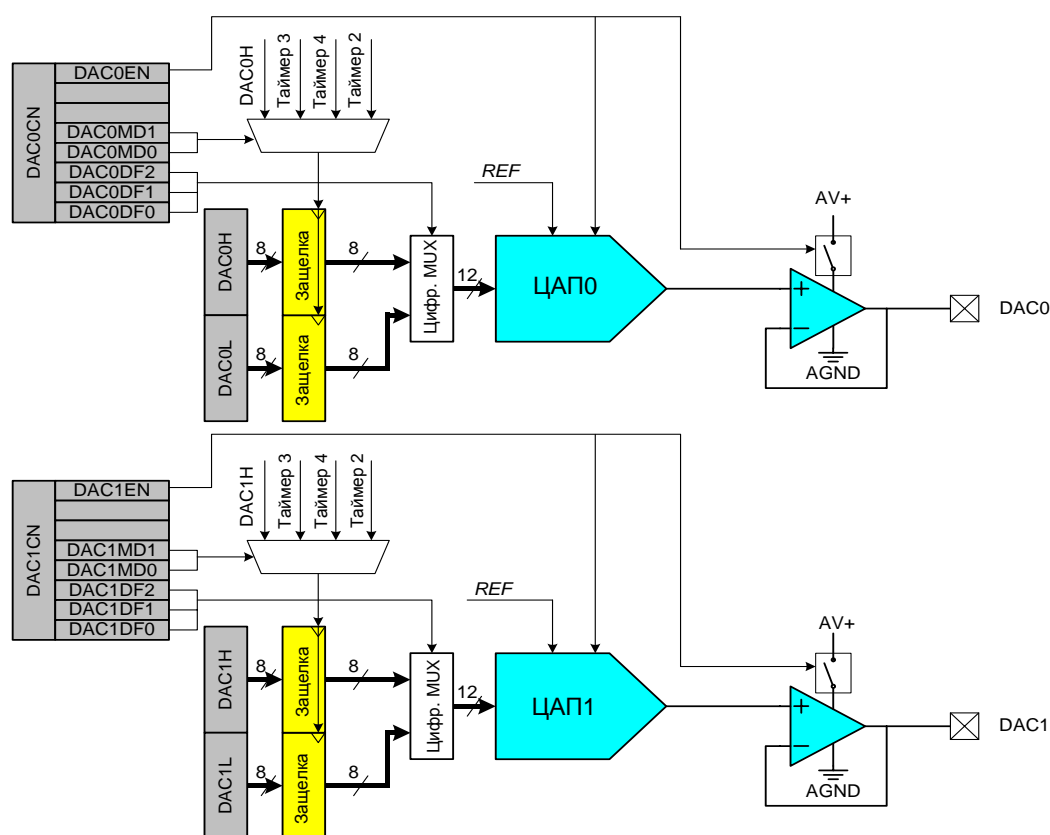 DAC0CN
DAC0EN
DAC0MD1
DAC0MD0
DAC0DF2
DAC0DF1
DAC0DF0
DAC0H
Таймер 3
Таймер 4
Таймер 2
DAC0H
DAC0L
8
8
Защелка
Защелка
8
8
Цифр. MUX
12
REF
ЦАП0
AV+
+
−
AGND
DAC0
DAC1CN
DAC1EN
DAC1MD1
DAC1MD0
DAC1DF2
DAC1DF1
DAC1DF0
DAC1H
Таймер 3
Таймер 4
Таймер 2
DAC1H
DAC1L
8
8
Защелка
Защелка
8
8
Цифр. MUX
12
REF
ЦАП1
AV+
+
−
AGND
DAC1